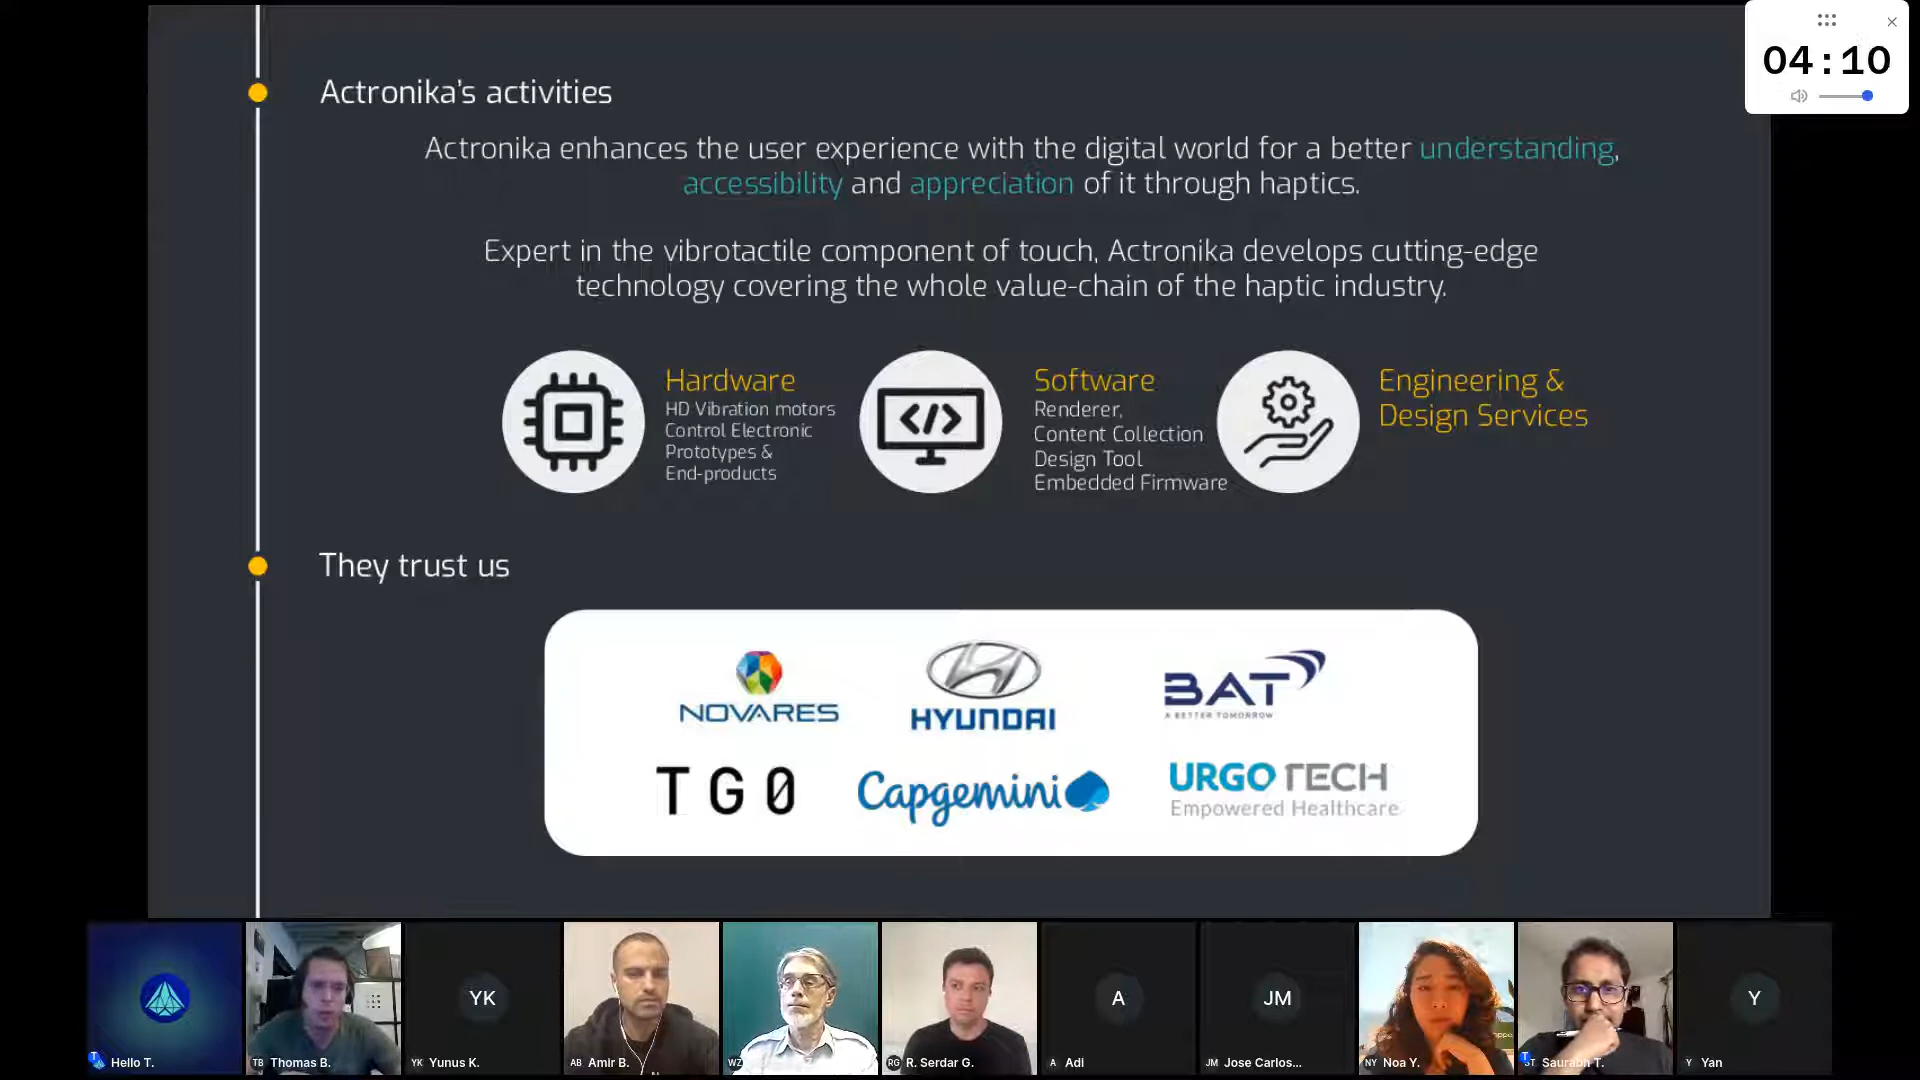 04:10
Actronika's activities
Actronika enhances the user experience with the digital world for a better understanding,
accessibility and appreciation of it through haptics.
Expert in the vibrotactile component of touch, Actronika develops cutting-edge
technology covering the whole value-chain of the haptic industry.
Hardware
HD Vibration motors
Control Electronic
Prototypes &
End-products
Software
Renderer,
Content Collection
Design Tool
Embedded Firmware
Engineering &
Design Services
They trust us
NOVARES
HYUNDAI
BAT
A BETTER TOMORROW
TG0
Capgemini
URGO TECH
Empowered Healthcare
YK
A
JM
Y
T Hello T.
TB Thomas B.
YK Yunus K.
AB Amir B.
WZ
RG R. Serdar G.
A Adi
JM Jose Carlos...
NY Noa Y.
ST Saurabh T.
Y Yan